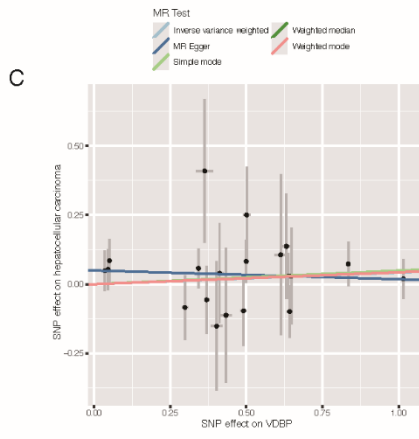 MR Test
Inverse variance weighted
Weighted median
MR Egger
Weighted mode
Simple mode
C
SNP effect on hepatocellular carcinoma
0.50
0.25
0.00
-0.25
0.00
0.25
0.50
0.75
1.00
SNP effect on VDBP